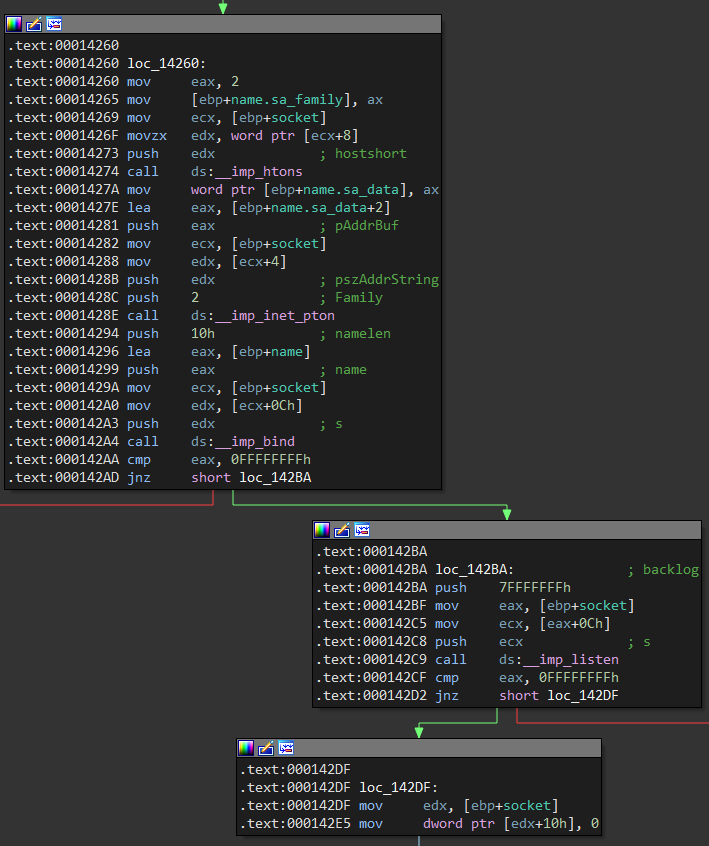 .text:00014260
.text:00014260 loc_14260:
.text:00014260 mov eax, 2
.text:00014265 mov [ebp+name.sa_family], ax
.text:00014269 mov ecx, [ebp+socket]
.text:0001426F movzx edx, word ptr [ecx+8]
.text:00014273 push edx ; hostshort
.text:00014274 call ds:__imp_htons
.text:0001427A mov word ptr [ebp+name.sa_data], ax
.text:0001427E lea eax, [ebp+name.sa_data+2]
.text:00014281 push eax ; pAddrBuf
.text:00014282 mov ecx, [ebp+socket]
.text:00014288 mov edx, [ecx+4]
.text:0001428B push edx ; pszAddrString
.text:0001428C push 2 ; Family
.text:0001428E call ds:__imp_inet_pton
.text:00014294 push 10h ; namelen
.text:00014296 lea eax, [ebp+name]
.text:00014299 push eax ; name
.text:0001429A mov ecx, [ebp+socket]
.text:000142A0 mov edx, [ecx+0Ch]
.text:000142A3 push edx ; s
.text:000142A4 call ds:__imp_bind
.text:000142AA cmp eax, 0FFFFFFFFh
.text:000142AD jnz short loc_142BA
.text:000142BA
.text:000142BA loc_142BA: ; backlog
.text:000142BA push 7FFFFFFFh
.text:000142BF mov eax, [ebp+socket]
.text:000142C5 mov ecx, [eax+0Ch]
.text:000142C8 push ecx ; s
.text:000142C9 call ds:__imp_listen
.text:000142CF cmp eax, 0FFFFFFFFh
.text:000142D2 jnz short loc_142DF
.text:000142DF
.text:000142DF loc_142DF:
.text:000142DF mov edx, [ebp+socket]
.text:000142E5 mov dword ptr [edx+10h], 0